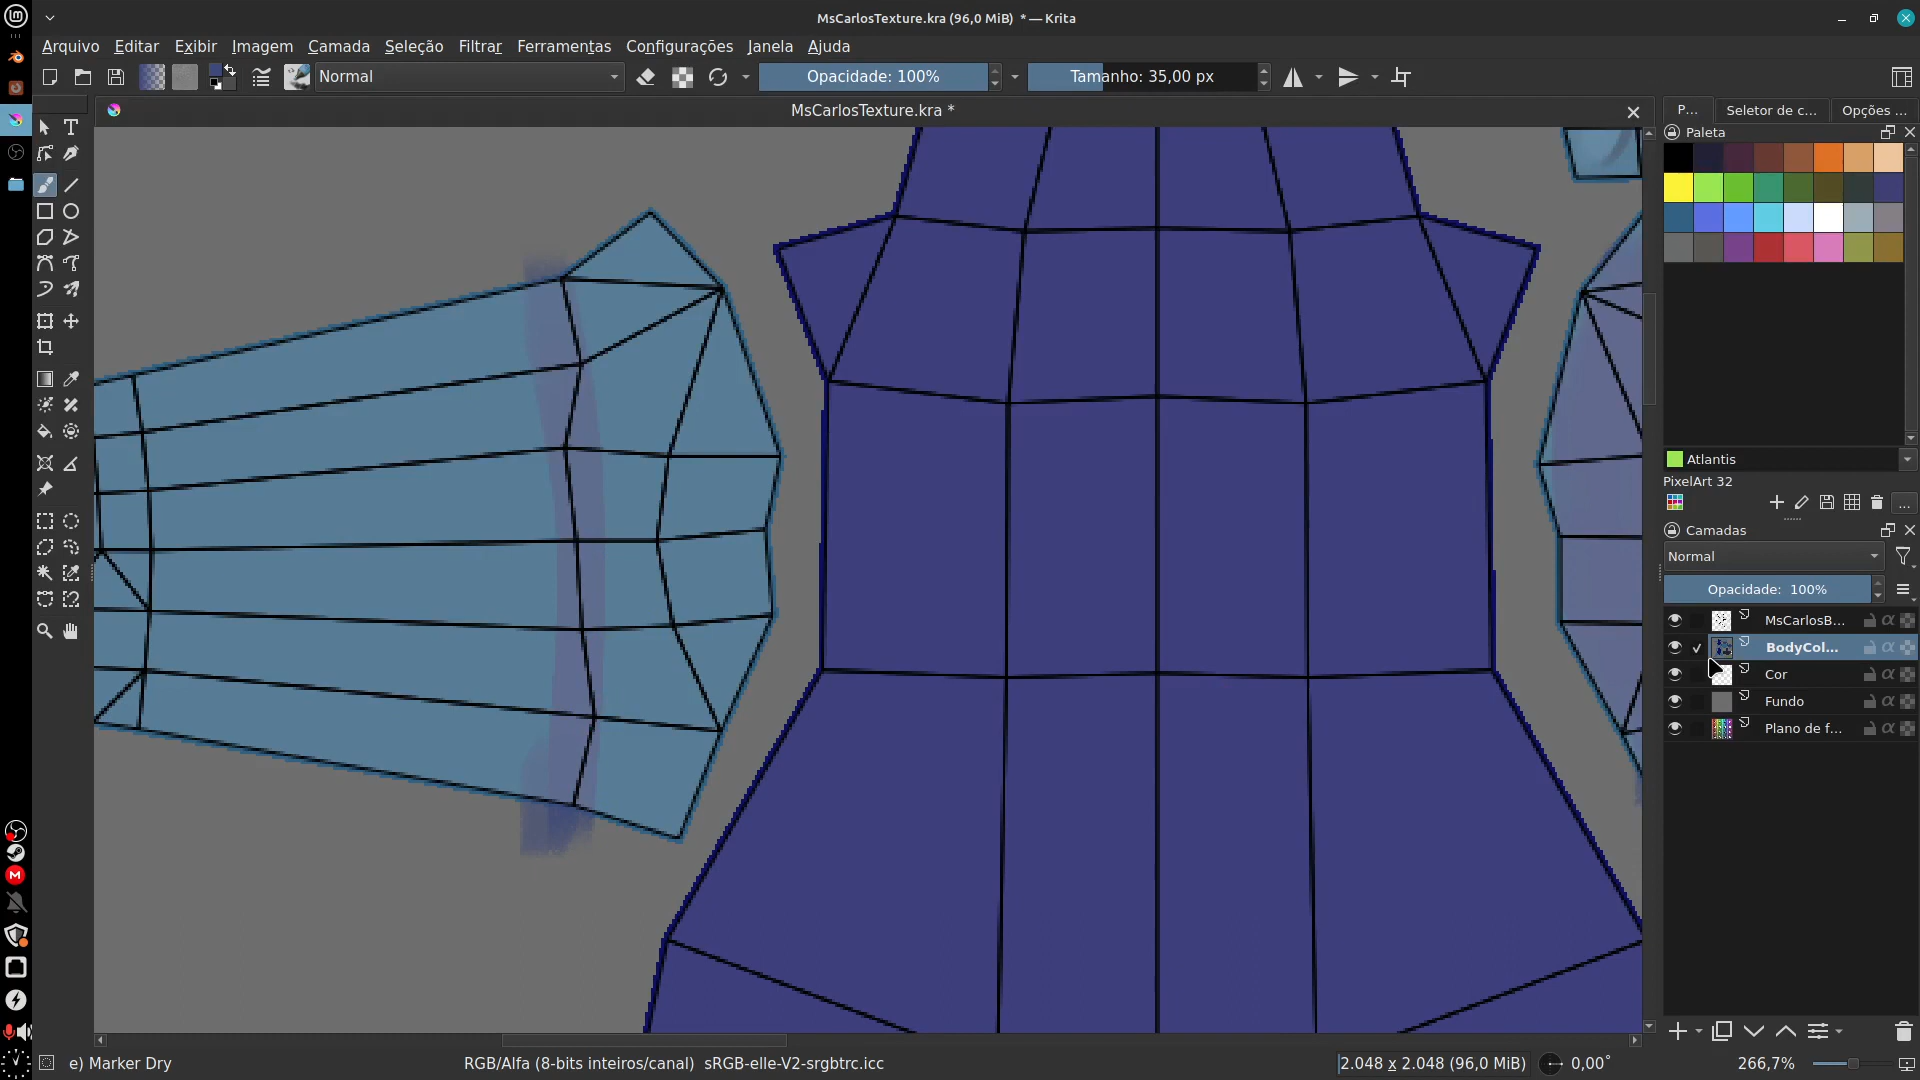 MsCarlosTexture.kra (96,0 MiB) * — Krita
Arquivo Editar Exibir Imagem Camada Seleção Filtrar Ferramentas Configurações Janela Ajuda
Normal
Opacidade: 100%
Tamanho: 35,00 px
MsCarlosTexture.kra *
P...
Seletor de c...
Opções ...
Paleta
Atlantis
PixelArt 32
...
Camadas
Normal
Opacidade: 100%
MsCarlosB...
BodyCol...
Cor
Fundo
Plano de f...
e) Marker Dry
RGB/Alfa (8-bits inteiros/canal) sRGB-elle-V2-srgbtrc.icc
2.048 x 2.048 (96,0 MiB)
0,00°
266,7%